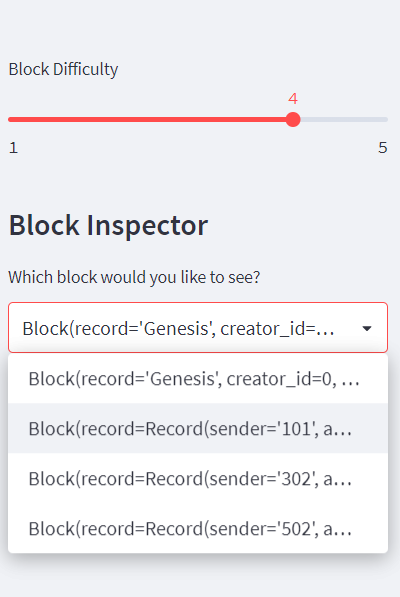 Block Difficulty
4
1 5
Block Inspector
Which block would you like to see?
Block(record='Genesis', creator_id=...
Block(record='Genesis', creator_id=0, ...
Block(record=Record(sender='101', a...
Block(record=Record(sender='302', a...
Block(record=Record(sender='502', a...